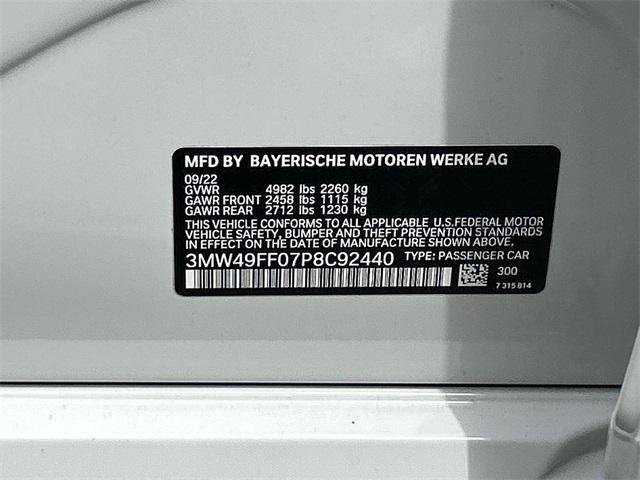 MFD BY BAYERISCHE MOTOREN WERKE AG
09/22
GVWR 4982 lbs 2260 kg
GAWR FRONT 2458 lbs 1115 kg
GAWR REAR 2712 lbs 1230 kg
THIS VEHICLE CONFORMS TO ALL APPLICABLE U.S.FEDERAL MOTOR
VEHICLE SAFETY, BUMPER AND THEFT PREVENTION STANDARDS
IN EFFECT ON THE DATE OF MANUFACTURE SHOWN ABOVE.
3MW49FF07P8C92440 TYPE: PASSENGER CAR
300
7 315 814